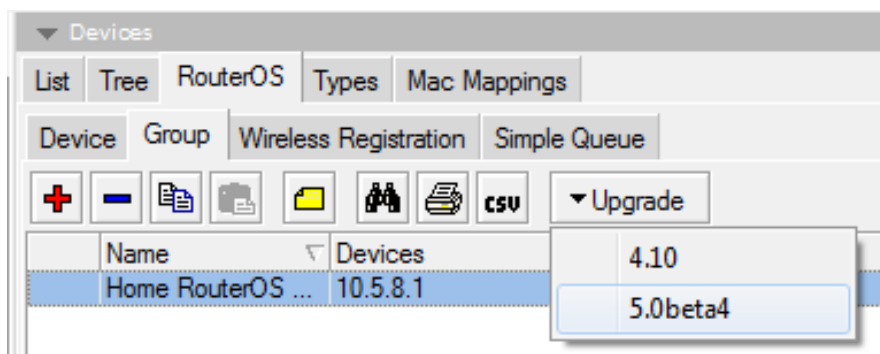 Devices
List Tree RouterOS Types Mac Mappings
Device Group Wireless Registration Simple Queue
CSV Upgrade
Name Devices
Home RouterOS ... 10.5.8.1
4.10
5.0beta4